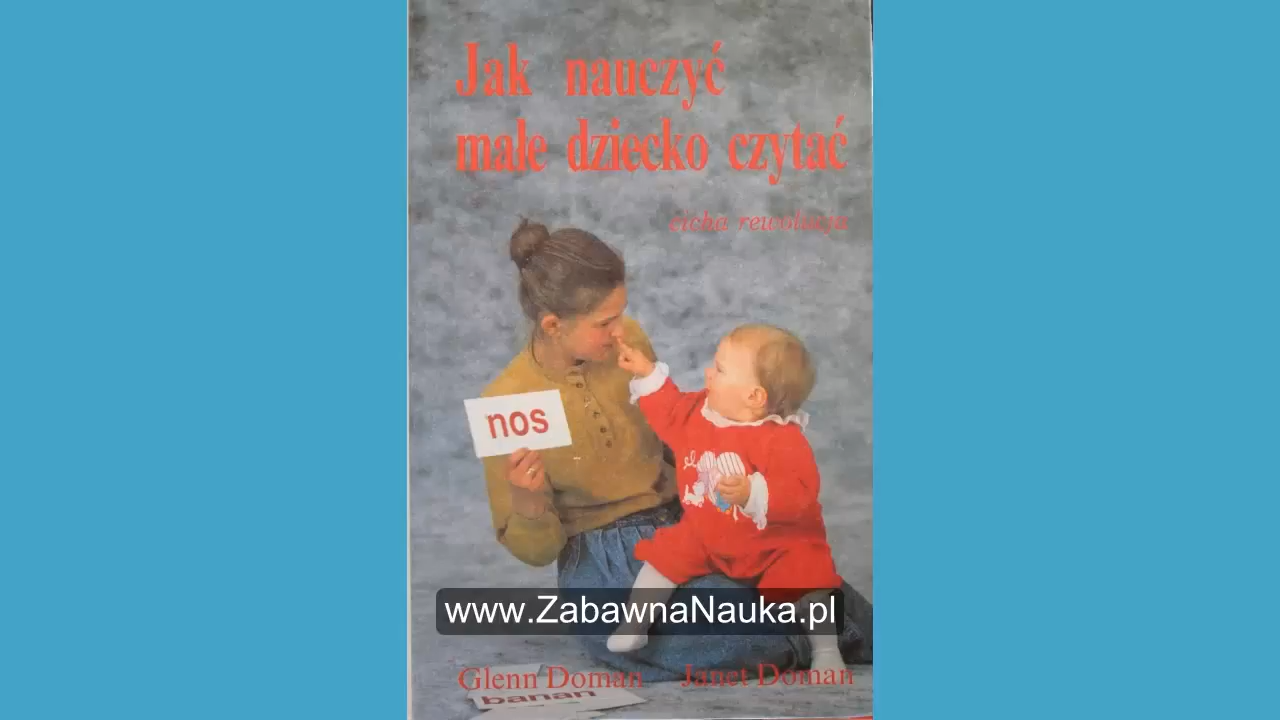 Jak nauczyć
małe dziecko czytać
cicha rewolucja
nos
www.ZabawnaNauka.pl
Glenn Doman Janet Doman
banan